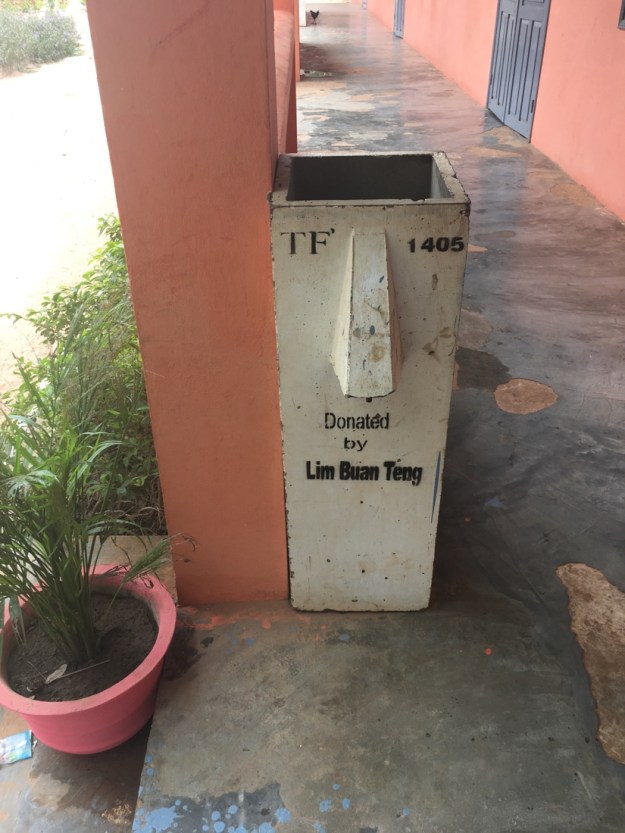 TF' 1405
Donated
by
Lim Buan Teng